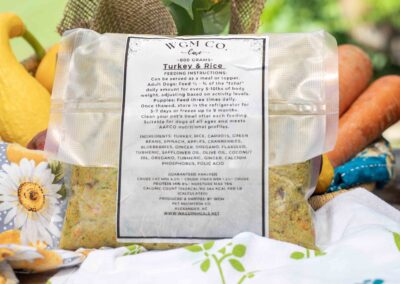 WGM CO.
Turkey & Rice
FEEDING INSTRUCTIONS:
Can be served as a meal or topper.
Adult Dogs: Feed ½ - ¾ of the "total"
daily amount for every 5-10lbs of body
weight, adjusting based on activity levels.
Puppies: Feed three times daily.
Once thawed, store in the refrigerator for
5-7 days or freeze up to 9 months.
Clean your pet's bowl after each feeding.
Suitable for dogs of all ages and meets
AAFCO nutritional profiles.
INGREDIENTS: TURKEY, RICE, CARROTS, GREEN
BEANS, SPINACH, APPLES, CRANBERRIES,
BLUEBERRIES, GINGER, OREGANO, FLAXSEED,
TURMERIC, SAFFLOWER OIL, OLIVE OIL, COCONUT
OIL, OREGANO, TURMERIC, GINGER, CALCIUM
PHOSPHATES, FOLIC ACID
GUARANTEED ANALYSIS
PRODUCED & SHIPPED BY WGM